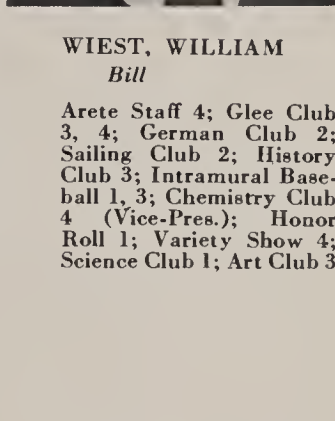 WIEST, WILLIAM
Bill
Arete Staff 4; Glee Club
3, 4; German Club 2;
Sailing Club 2; History
Club 3; Intramural Base-
ball 1, 3; Chemistry Club
4 (Vice-Pres.); Honor
Roll 1; Variety Show 4;
Science Club 1; Art Club 3